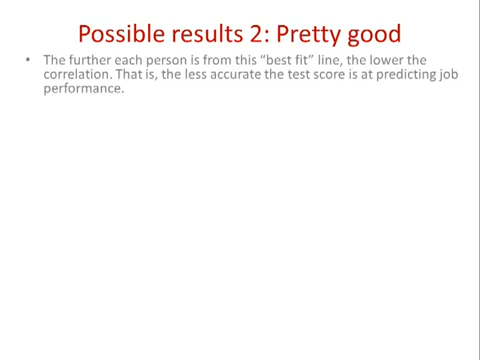 Possible results 2: Pretty good
• The further each person is from this “best fit” line, the lower the
correlation. That is, the less accurate the test score is at predicting job
performance.